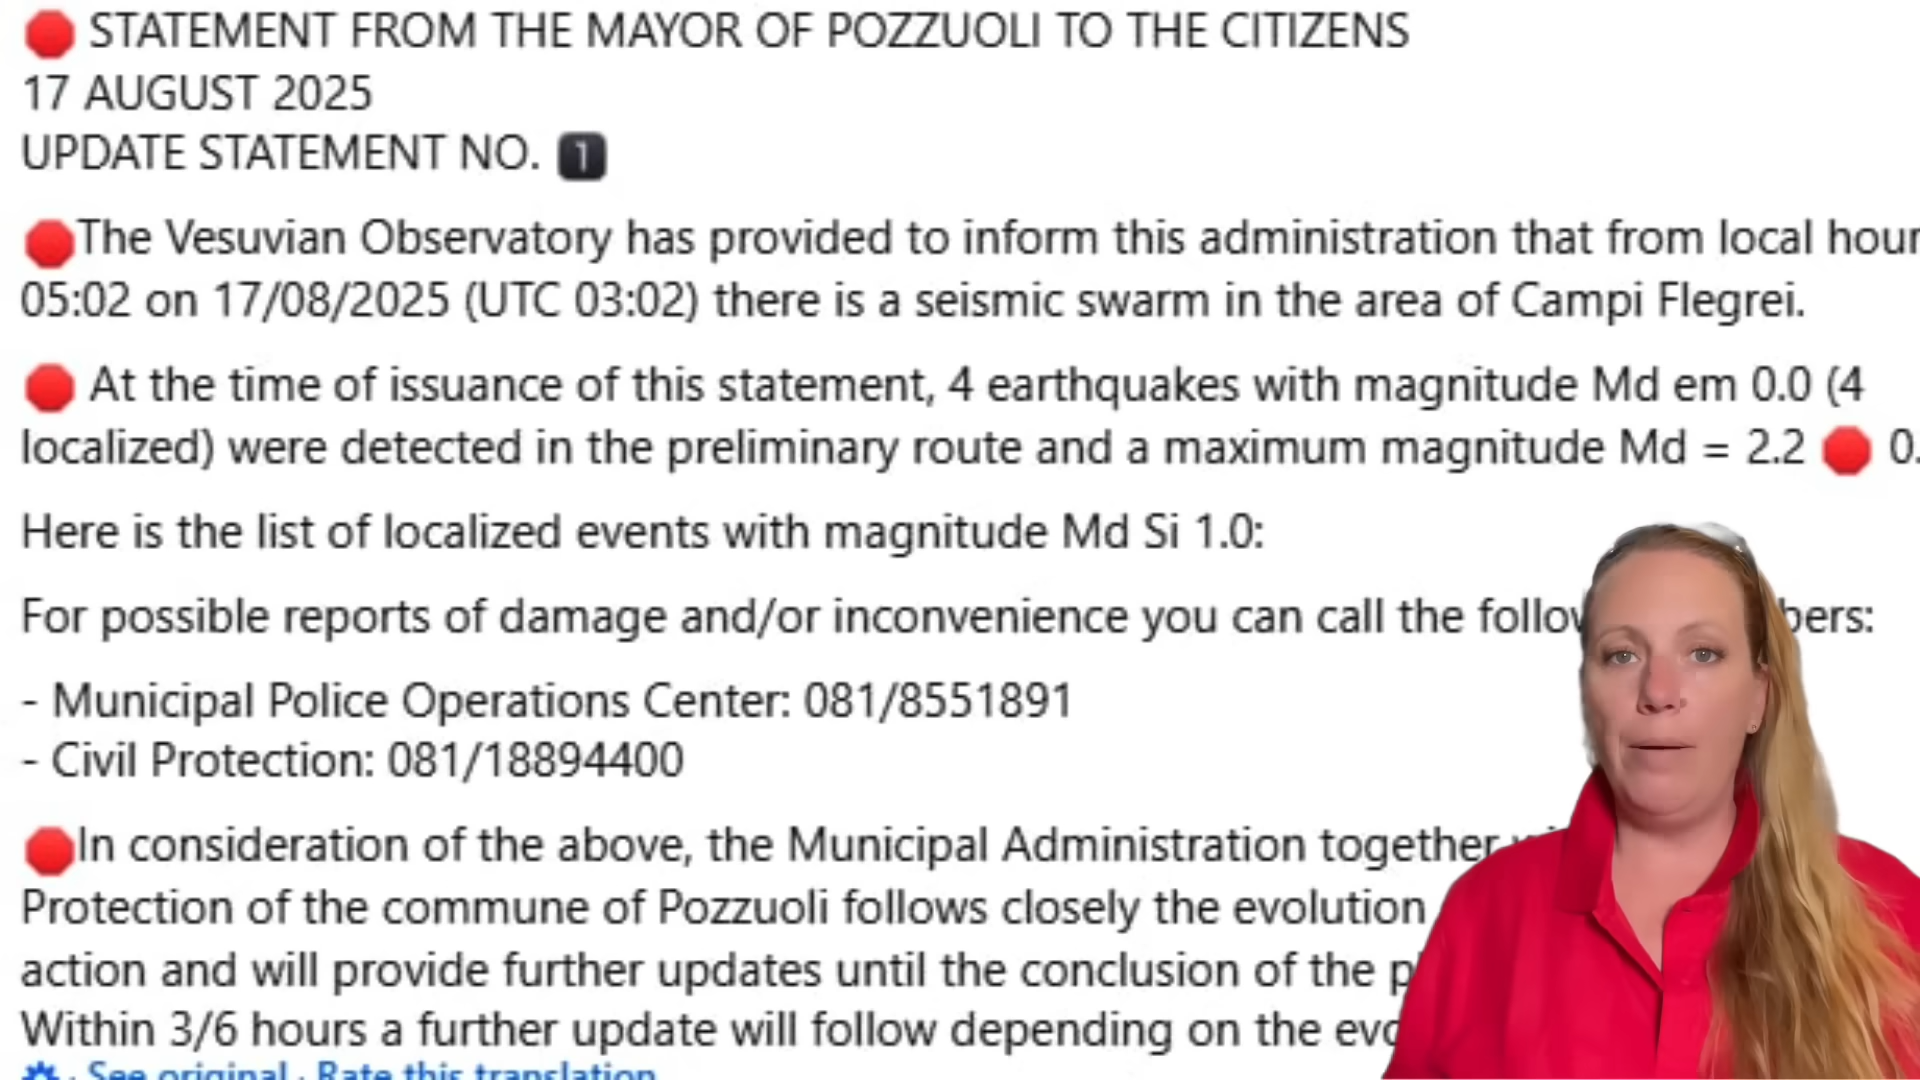 STATEMENT FROM THE MAYOR OF POZZUOLI TO THE CITIZENS
17 AUGUST 2025
UPDATE STATEMENT NO. 1
The Vesuvian Observatory has provided to inform this administration that from local hour
05:02 on 17/08/2025 (UTC 03:02) there is a seismic swarm in the area of Campi Flegrei.
At the time of issuance of this statement, 4 earthquakes with magnitude Md em 0.0 (4
localized) were detected in the preliminary route and a maximum magnitude Md = 2.2 0.
Here is the list of localized events with magnitude Md Si 1.0:
For possible reports of damage and/or inconvenience you can call the
- Municipal Police Operations Center: 081/8551891
- Civil Protection: 081/18894400
In consideration of the above, the Municipal Administration together
Protection of the commune of Pozzuoli follows closely the evolution
action and will provide further updates until the conclusion of the
Within 3/6 hours a further update will follow depending on the
See original · Rate this translation